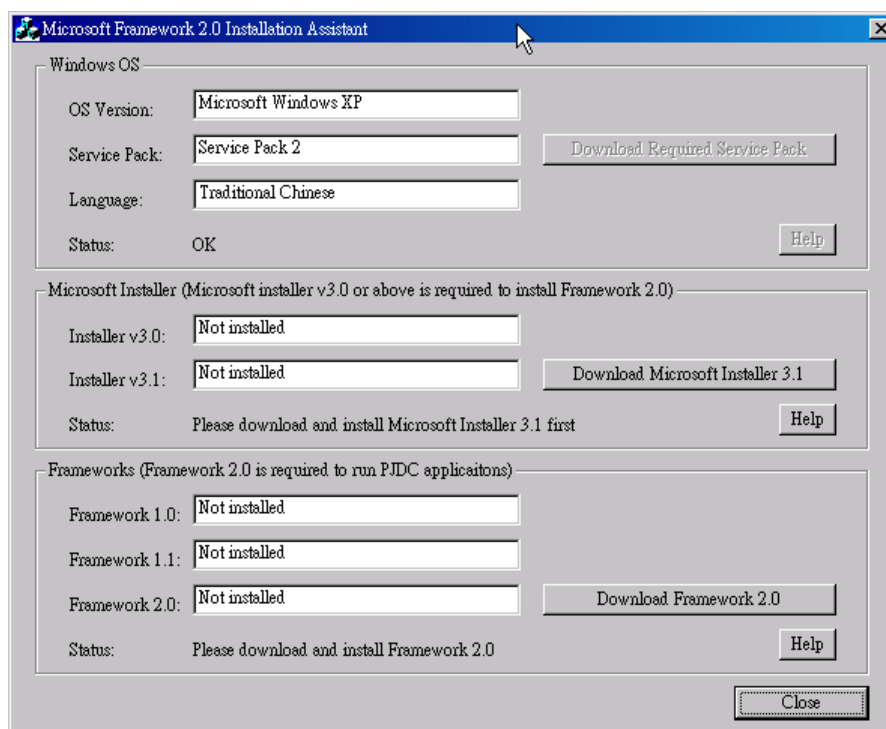 Microsoft Framework 2.0 Installation Assistant
Windows OS
OS Version: Microsoft Windows XP
Service Pack: Service Pack 2 Download Required Service Pack
Language: Traditional Chinese
Status: OK Help
Microsoft Installer (Microsoft installer v3.0 or above is required to install Framework 2.0)
Installer v3.0: Not installed
Installer v3.1: Not installed Download Microsoft Installer 3.1
Status: Please download and install Microsoft Installer 3.1 first Help
Frameworks (Framework 2.0 is required to run PJDC applicaitons)
Framework 1.0: Not installed
Framework 1.1: Not installed
Framework 2.0: Not installed Download Framework 2.0
Status: Please download and install Framework 2.0 Help
Close